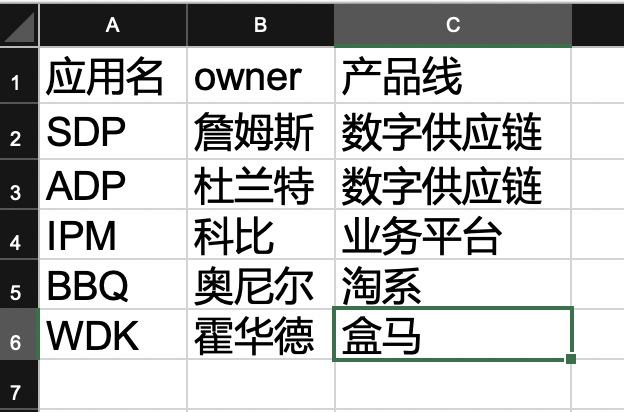 A B C
1 应用名 owner 产品线
2 SDP 詹姆斯 数字供应链
3 ADP 杜兰特 数字供应链
4 IPM 科比 业务平台
5 BBQ 奥尼尔 淘系
6 WDK 霍华德 盒马
7